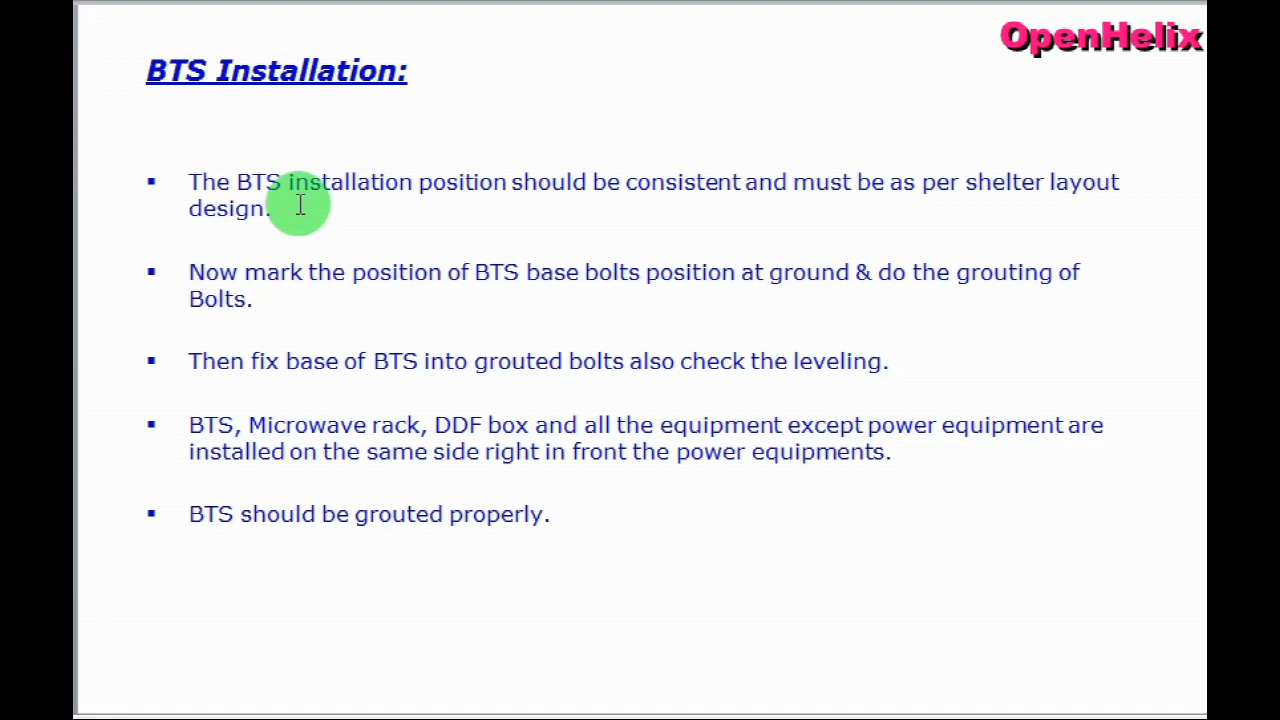 OpenHelix
BTS Installation:
▪ The BTS installation position should be consistent and must be as per shelter layout
design.
▪ Now mark the position of BTS base bolts position at ground & do the grouting of
Bolts.
▪ Then fix base of BTS into grouted bolts also check the leveling.
▪ BTS, Microwave rack, DDF box and all the equipment except power equipment are
installed on the same side right in front the power equipments.
▪ BTS should be grouted properly.